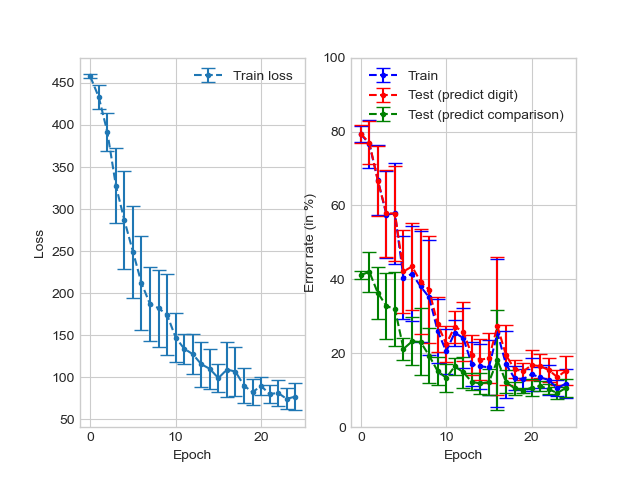 Train loss
450
400
350
300
250
200
150
100
50
0
10
20
Loss
Epoch
Train
Test (predict digit)
Test (predict comparison)
100
80
60
40
20
0
0
10
20
Error rate (in %)
Epoch